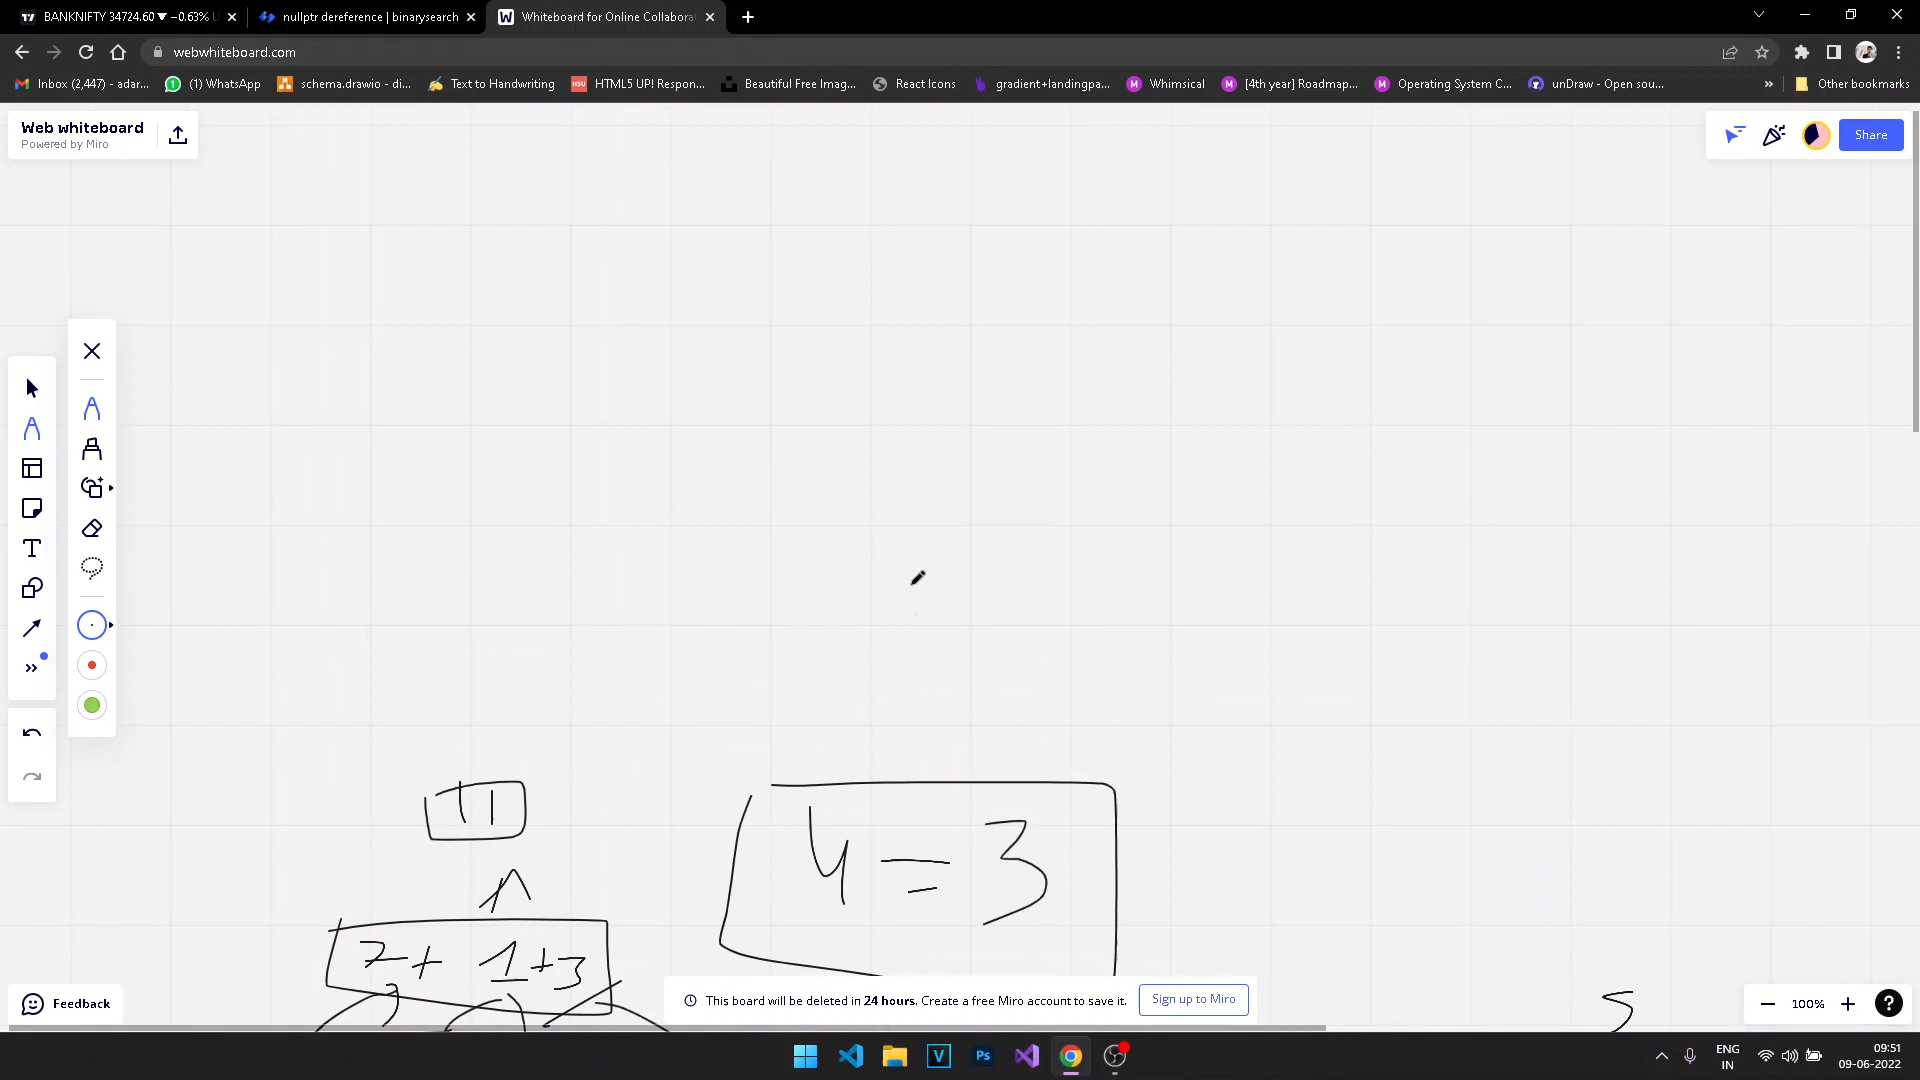 BANKNIFTY 34724.60 ▼ −0.63% U
nullptr dereference | binarysearch
Whiteboard for Online Collabora
webwhiteboard.com
Inbox (2,447) - adar...
(1) WhatsApp
schema.drawio - di...
Text to Handwriting
HTML5 UP! Respon...
Beautiful Free Imag...
React Icons
gradient+landingpa...
Whimsical
[4th year] Roadmap...
Operating System C...
unDraw - Open sou...
Other bookmarks
Web whiteboard
Powered by Miro
Share
11
4 = 3
7+ 1+3
5
This board will be deleted in 24 hours. Create a free Miro account to save it.
Sign up to Miro
Feedback
100%
ENG
IN
09:51
09-06-2022